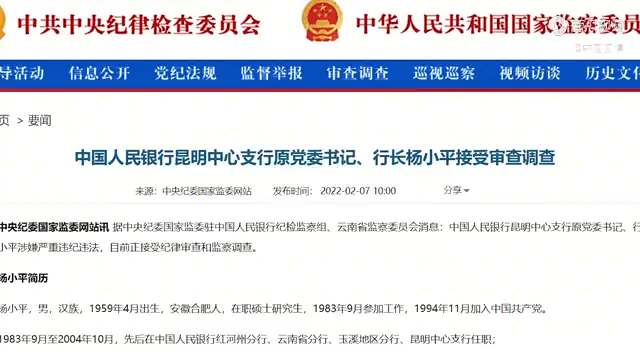 中共中央纪律检查委员会 中华人民共和国国家监察委员
导活动 信息公开 党纪法规 监督举报 审查调查 巡视巡察 视频访谈 历史文化
页 > 要闻
中国人民银行昆明中心支行原党委书记、行长杨小平接受审查调查
来源：中央纪委国家监委网站 发布时间：2022-02-07 10:00 分享
中央纪委国家监委网站讯 据中央纪委国家监委驻中国人民银行纪检监察组、云南省监察委员会消息：中国人民银行昆明中心支行原党委书记、行
小平涉嫌严重违纪违法，目前正接受纪律审查和监察调查。
杨小平简历
杨小平，男，汉族，1959年4月出生，安徽合肥人，在职硕士研究生，1983年9月参加工作，1994年11月加入中国共产党。
1983年9月至2004年10月，先后在中国人民银行红河州分行、云南省分行、玉溪地区分行、昆明中心支行任职；